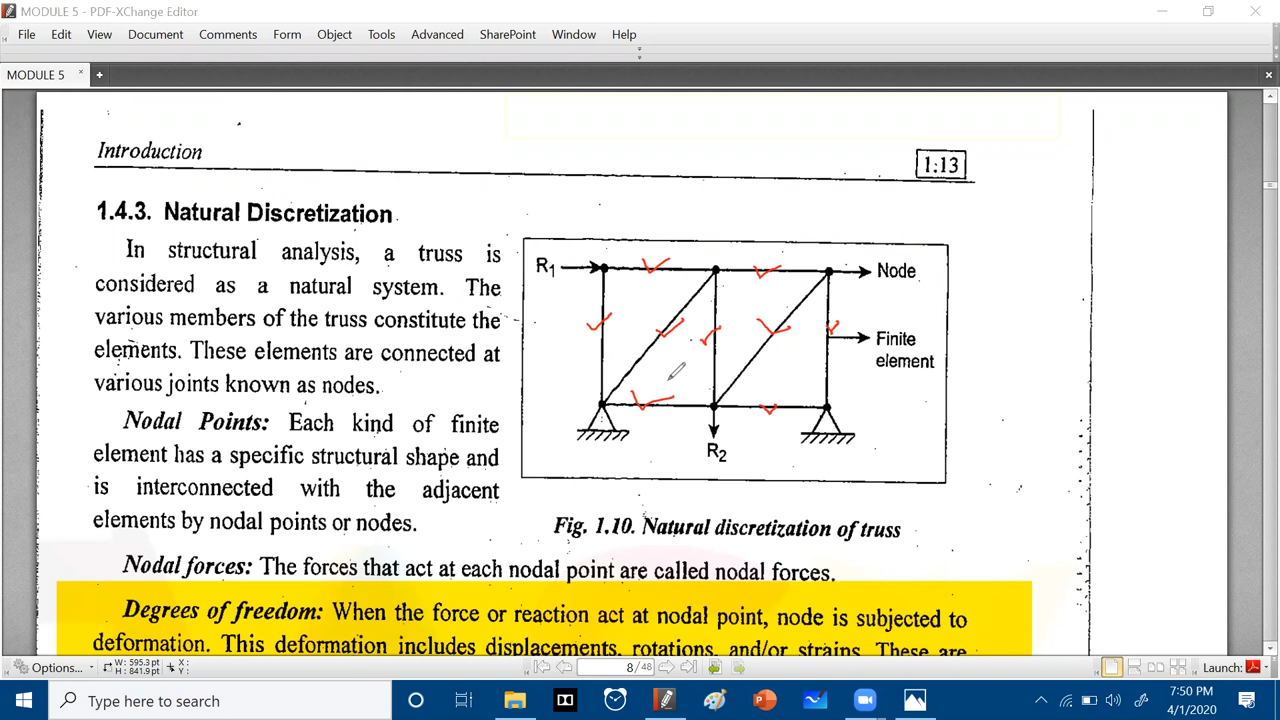 MODULE 5 - PDF-XChange Editor
File Edit View Document Comments Form Object Tools Advanced SharePoint Window Help
MODULE 5
Introduction
1:13
1.4.3. Natural Discretization
In structural analysis, a truss is
considered as a natural system. The
various members of the truss constitute the
elements. These elements are connected at
various joints known as nodes.
Nodal Points: Each kind of finite
element has a specific structural shape and
is interconnected with the adjacent
elements by nodal points or nodes.
R1
Node
Finite
element
R2
Fig. 1.10. Natural discretization of truss
Nodal forces: The forces that act at each nodal point are called nodal forces.
Degrees of freedom: When the force or reaction act at nodal point, node is subjected to
deformation. This deformation includes displacements, rotations, and/or strains. These are
Options...
W: 595.3 pt
H: 841.9 pt
X:
Y:
8 / 48
Launch:
Type here to search
7:50 PM
4/1/2020